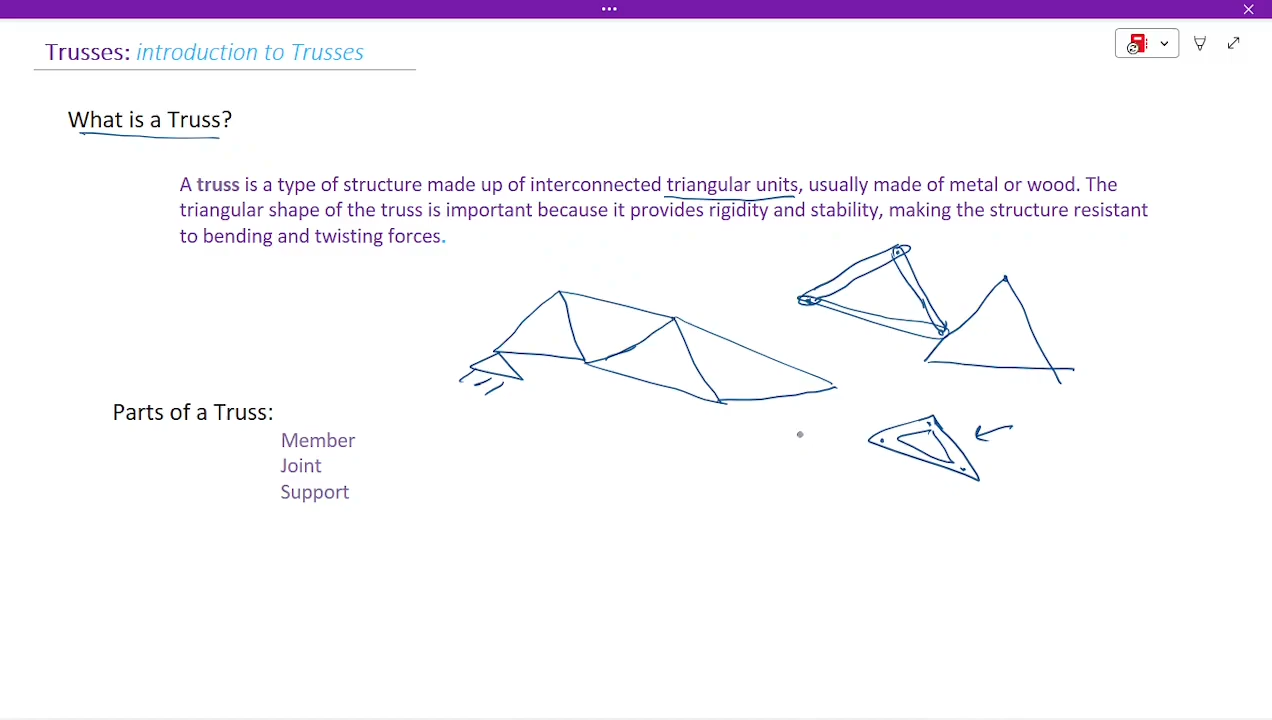 Trusses: introduction to Trusses
What is a Truss?
A truss is a type of structure made up of interconnected triangular units, usually made of metal or wood. The
triangular shape of the truss is important because it provides rigidity and stability, making the structure resistant
to bending and twisting forces.
Parts of a Truss:
Member
Joint
Support